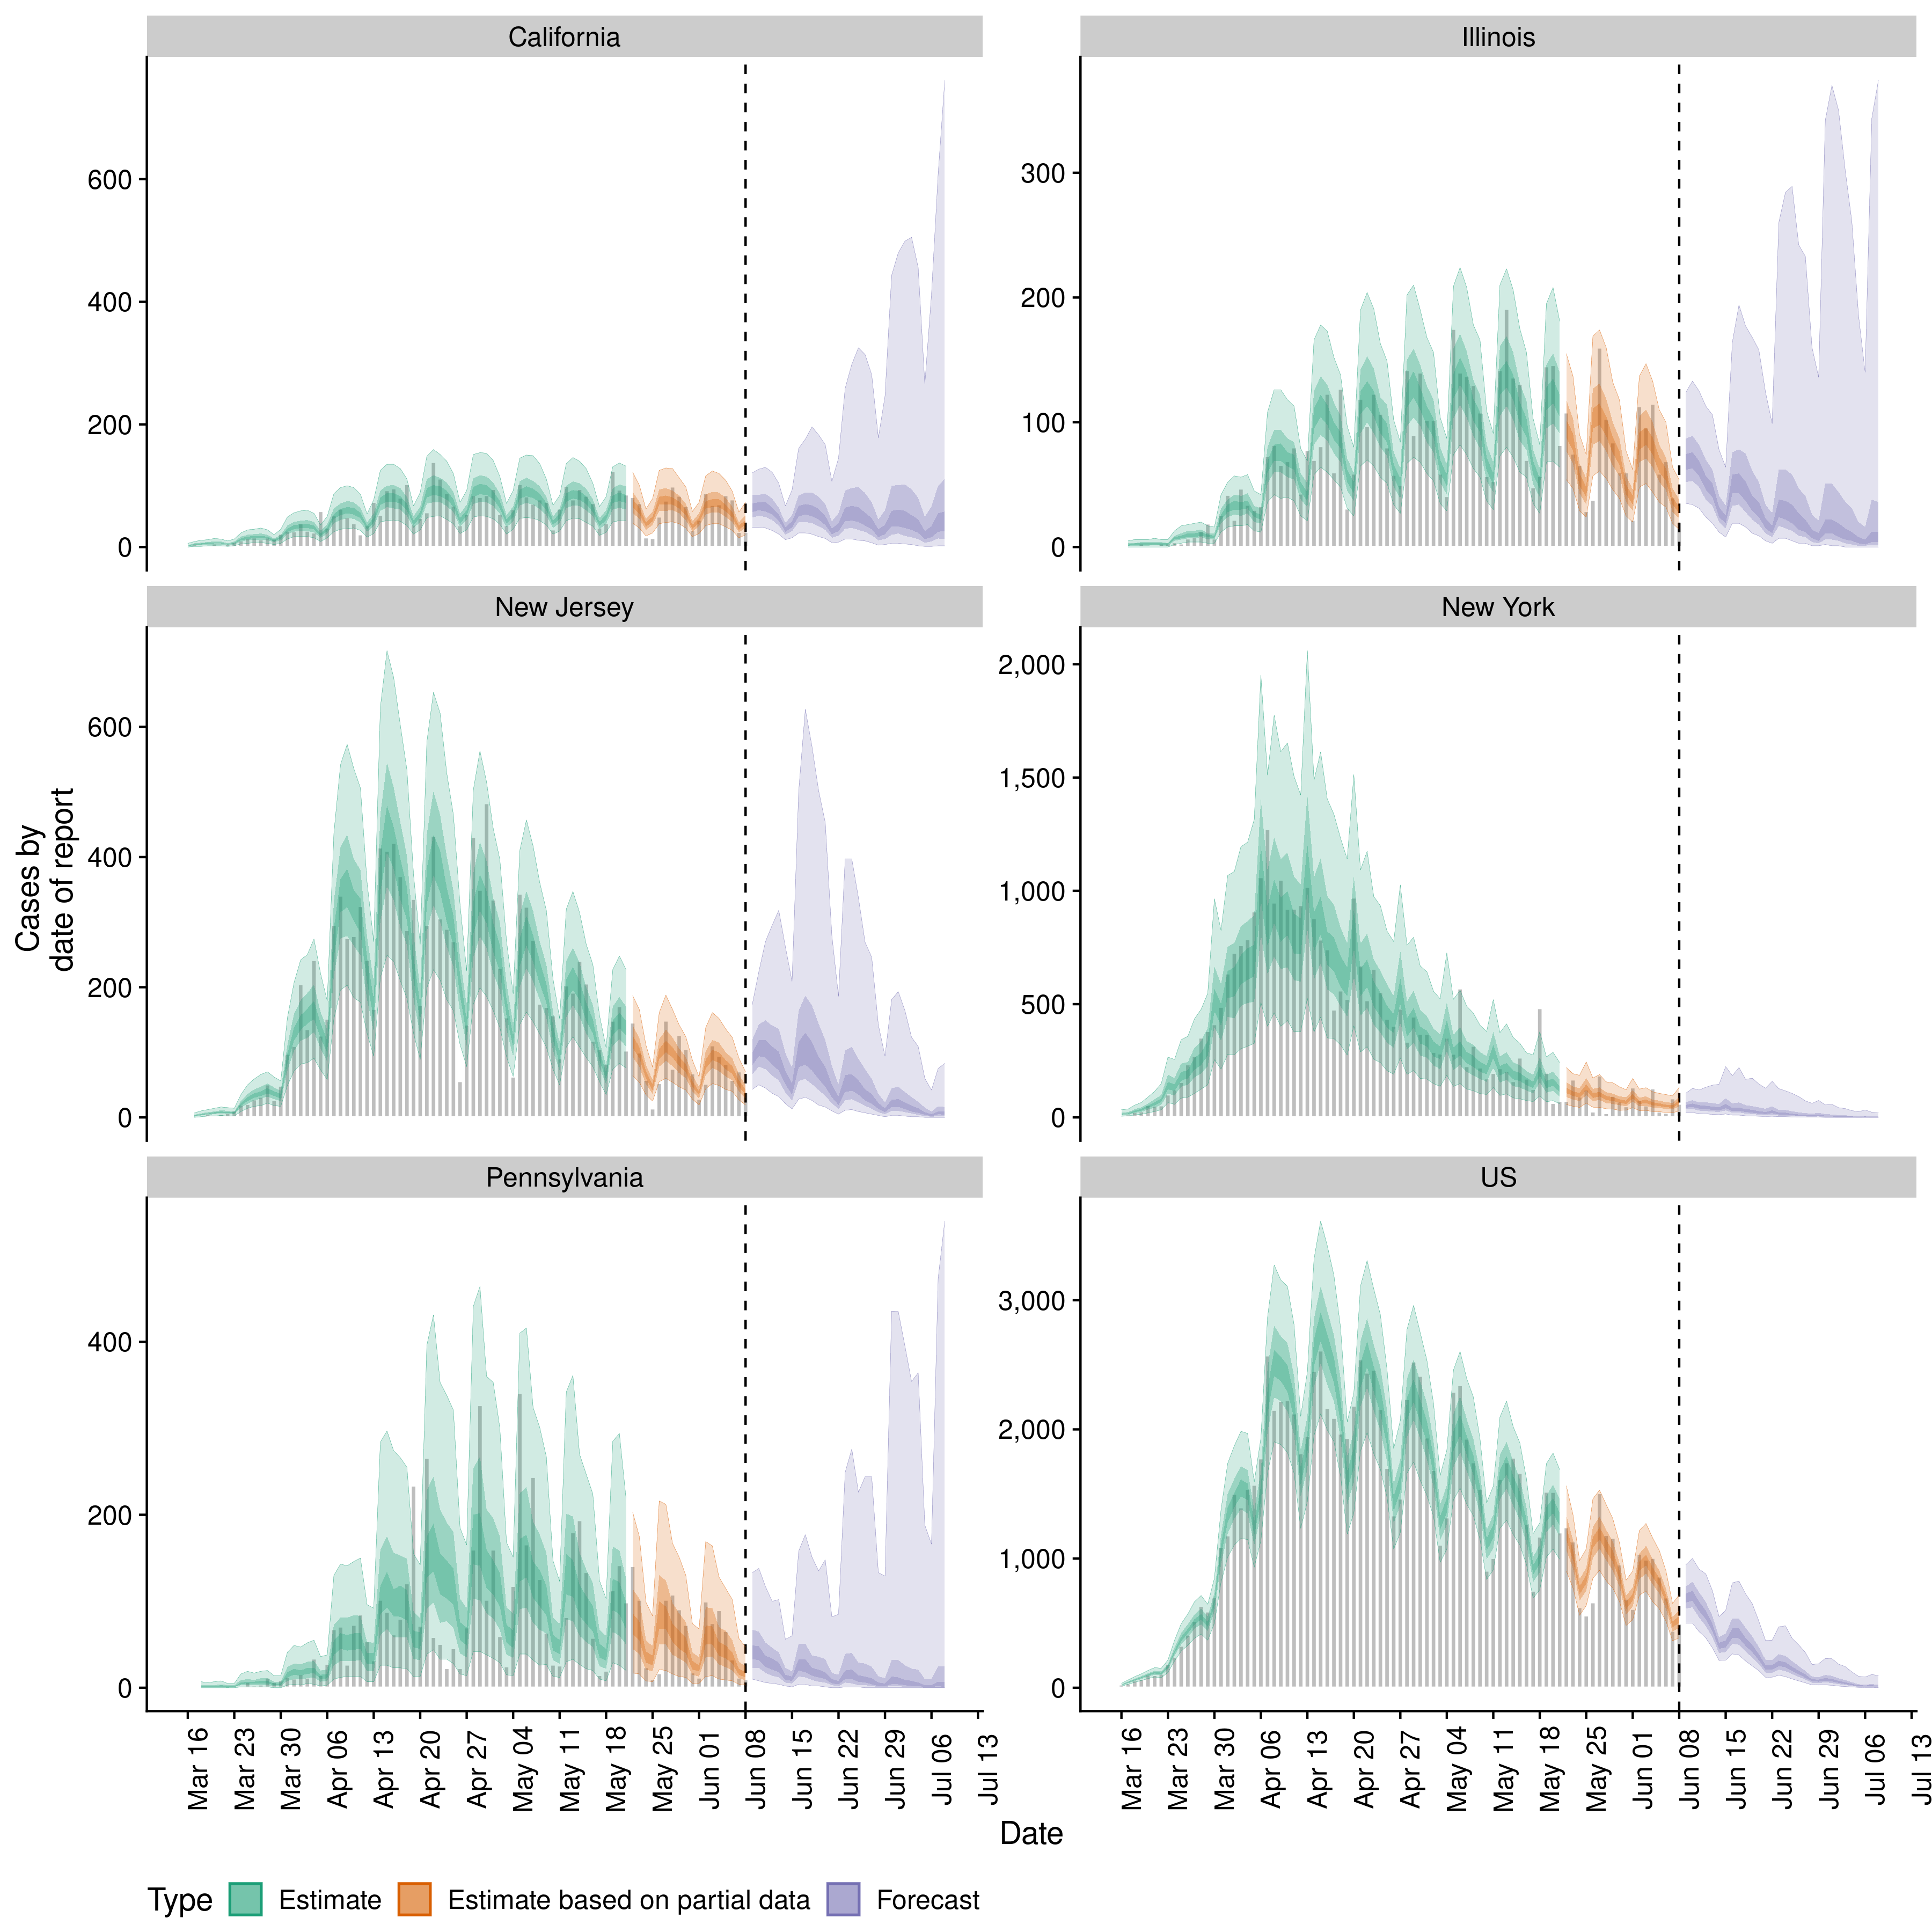 California
Illinois
600
400
200
0
300
200
100
0
New Jersey
New York
Cases by
date of report
600
400
200
0
2,000
1,500
1,000
500
0
Pennsylvania
US
400
200
0
3,000
2,000
1,000
0
Mar 16
Mar 23
Mar 30
Apr 06
Apr 13
Apr 20
Apr 27
May 04
May 11
May 18
May 25
Jun 01
Jun 08
Jun 15
Jun 22
Jun 29
Jul 06
Jul 13
Mar 16
Mar 23
Mar 30
Apr 06
Apr 13
Apr 20
Apr 27
May 04
May 11
May 18
May 25
Jun 01
Jun 08
Jun 15
Jun 22
Jun 29
Jul 06
Jul 13
Date
Type Estimate Estimate based on partial data Forecast